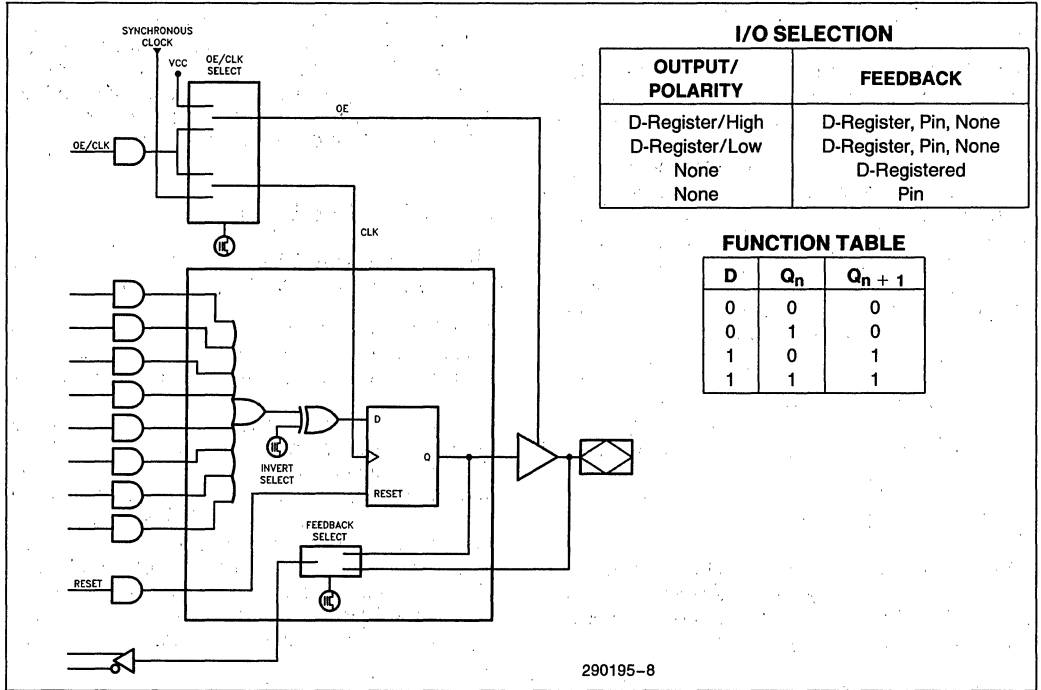 SYNCHRONOUS
CLOCK
VCC
OE/CLK
SELECT
OE
OE/CLK
CLK
D
Q
RESET
INVERT
SELECT
FEEDBACK
SELECT
RESET
I/O SELECTION
OUTPUT/ POLARITY FEEDBACK
D-Register/High D-Register, Pin, None
D-Register/Low D-Register, Pin, None
None D-Registered
None Pin
FUNCTION TABLE
D Qn Qn + 1
0 0 0
0 1 0
1 0 1
1 1 1
290195-8